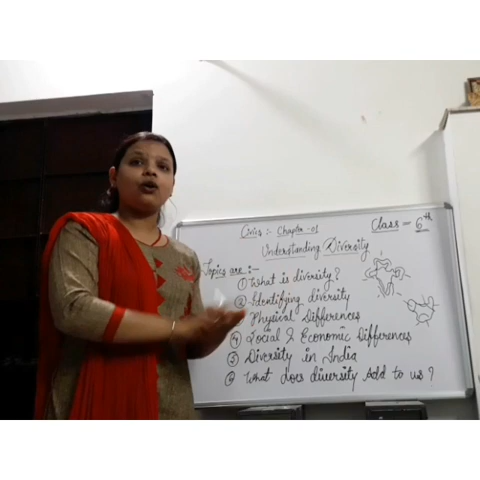 Civics :- Chapter - 01
Class = 6th
Understanding Diversity
Topics are :-
① What is diversity?
② Identifying diversity
Physical Differences
④ Social & Economic Differences
⑤ Diversity in India
⑥ What does diversity Add to us ?